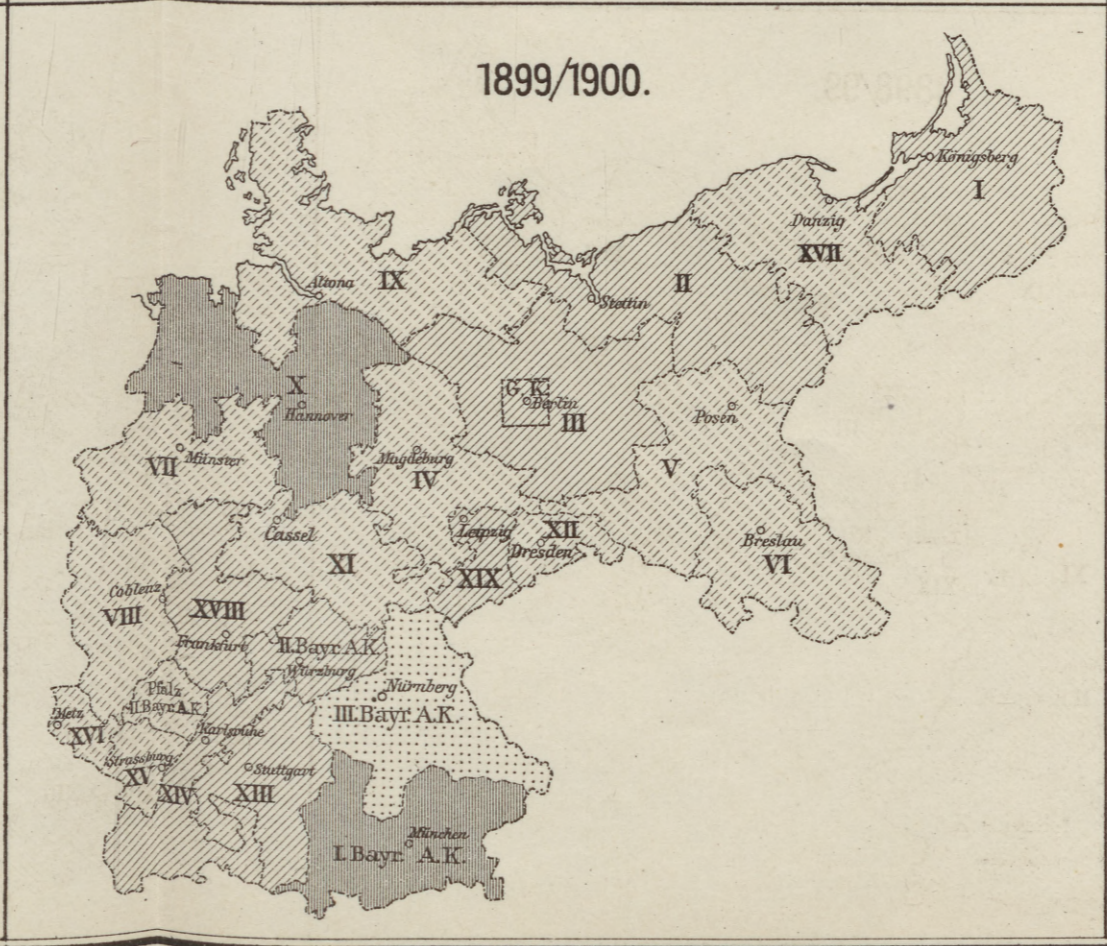 1899/1900.
Königsberg
I
Danzig
XVII
Altona
IX
II
Stettin
X
Hannover
G. K.
Berlin
III
Posen
VII
Münster
Magdeburg
IV
V
Cassel
XI
Leipzig
XII
Dresden
XIX
Breslau
VI
Coblenz
VIII
XVIII
Frankfurt
II. Bayr. A.K.
Würzburg
Pfalz
II. Bayr. A.K.
Nürnberg
III. Bayr. A.K.
Metz
XVI
Karlsruhe
Strassburg
XV
XIV
Stuttgart
XIII
München
I. Bayr. A.K.